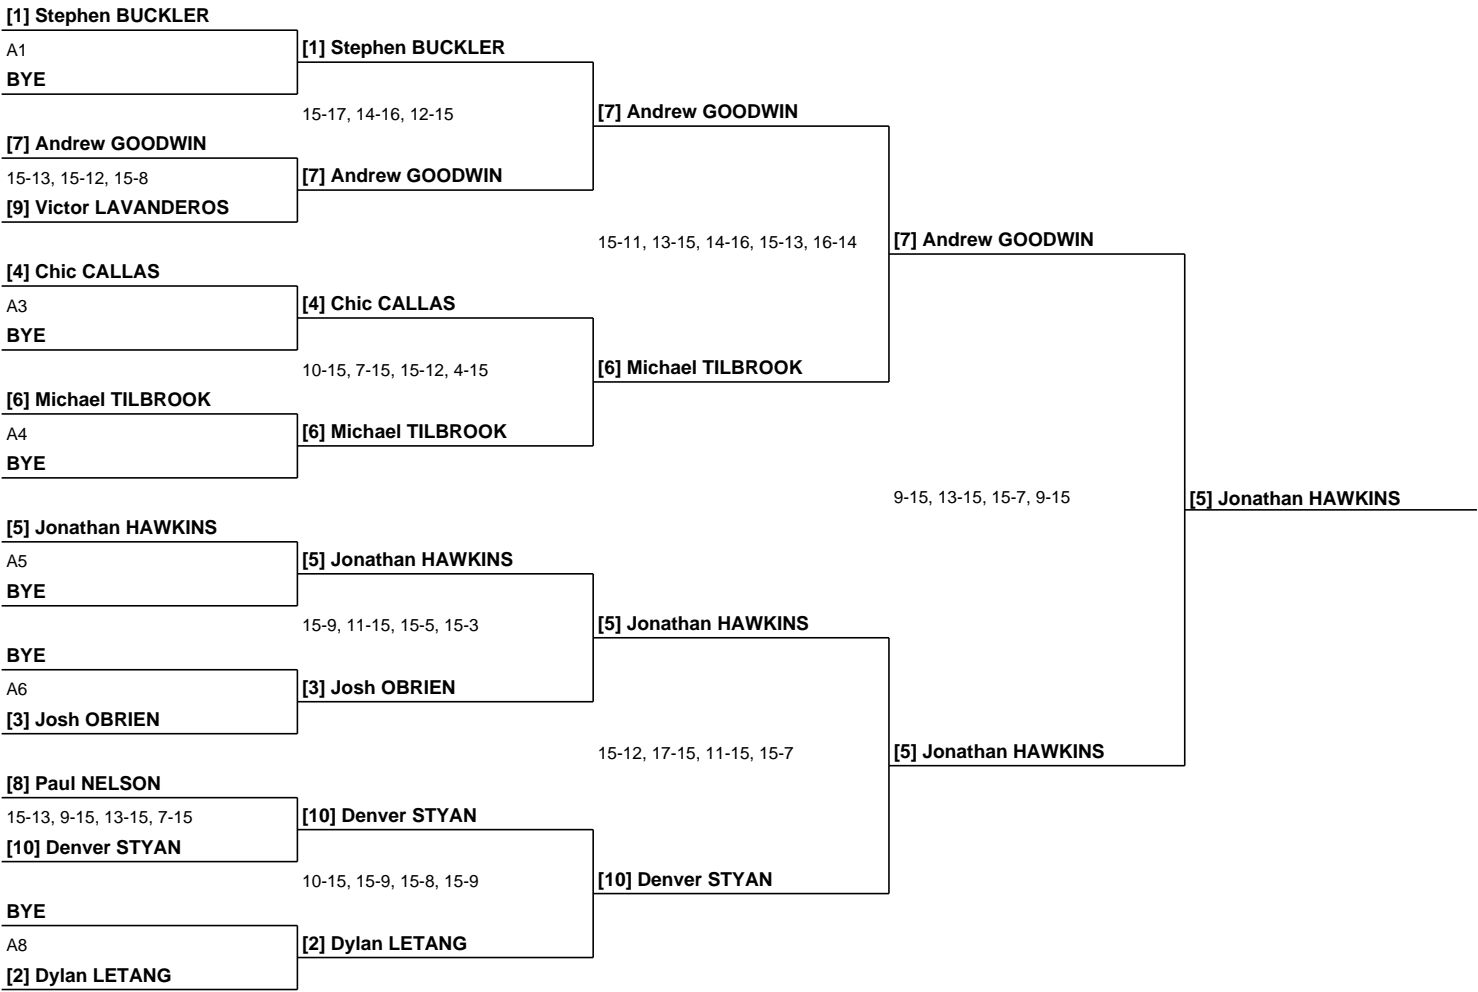 [1] Stephen BUCKLER
A1
BYE
[1] Stephen BUCKLER
15-17, 14-16, 12-15
[7] Andrew GOODWIN
[7] Andrew GOODWIN
15-13, 15-12, 15-8
[9] Victor LAVANDEROS
[7] Andrew GOODWIN
15-11, 13-15, 14-16, 15-13, 16-14
[7] Andrew GOODWIN
[4] Chic CALLAS
A3
BYE
[4] Chic CALLAS
10-15, 7-15, 15-12, 4-15
[6] Michael TILBROOK
[6] Michael TILBROOK
A4
BYE
[6] Michael TILBROOK
9-15, 13-15, 15-7, 9-15
[5] Jonathan HAWKINS
[5] Jonathan HAWKINS
A5
BYE
[5] Jonathan HAWKINS
15-9, 11-15, 15-5, 15-3
[5] Jonathan HAWKINS
BYE
A6
[3] Josh OBRIEN
[3] Josh OBRIEN
15-12, 17-15, 11-15, 15-7
[5] Jonathan HAWKINS
[8] Paul NELSON
15-13, 9-15, 13-15, 7-15
[10] Denver STYAN
[10] Denver STYAN
10-15, 15-9, 15-8, 15-9
[10] Denver STYAN
BYE
A8
[2] Dylan LETANG
[2] Dylan LETANG